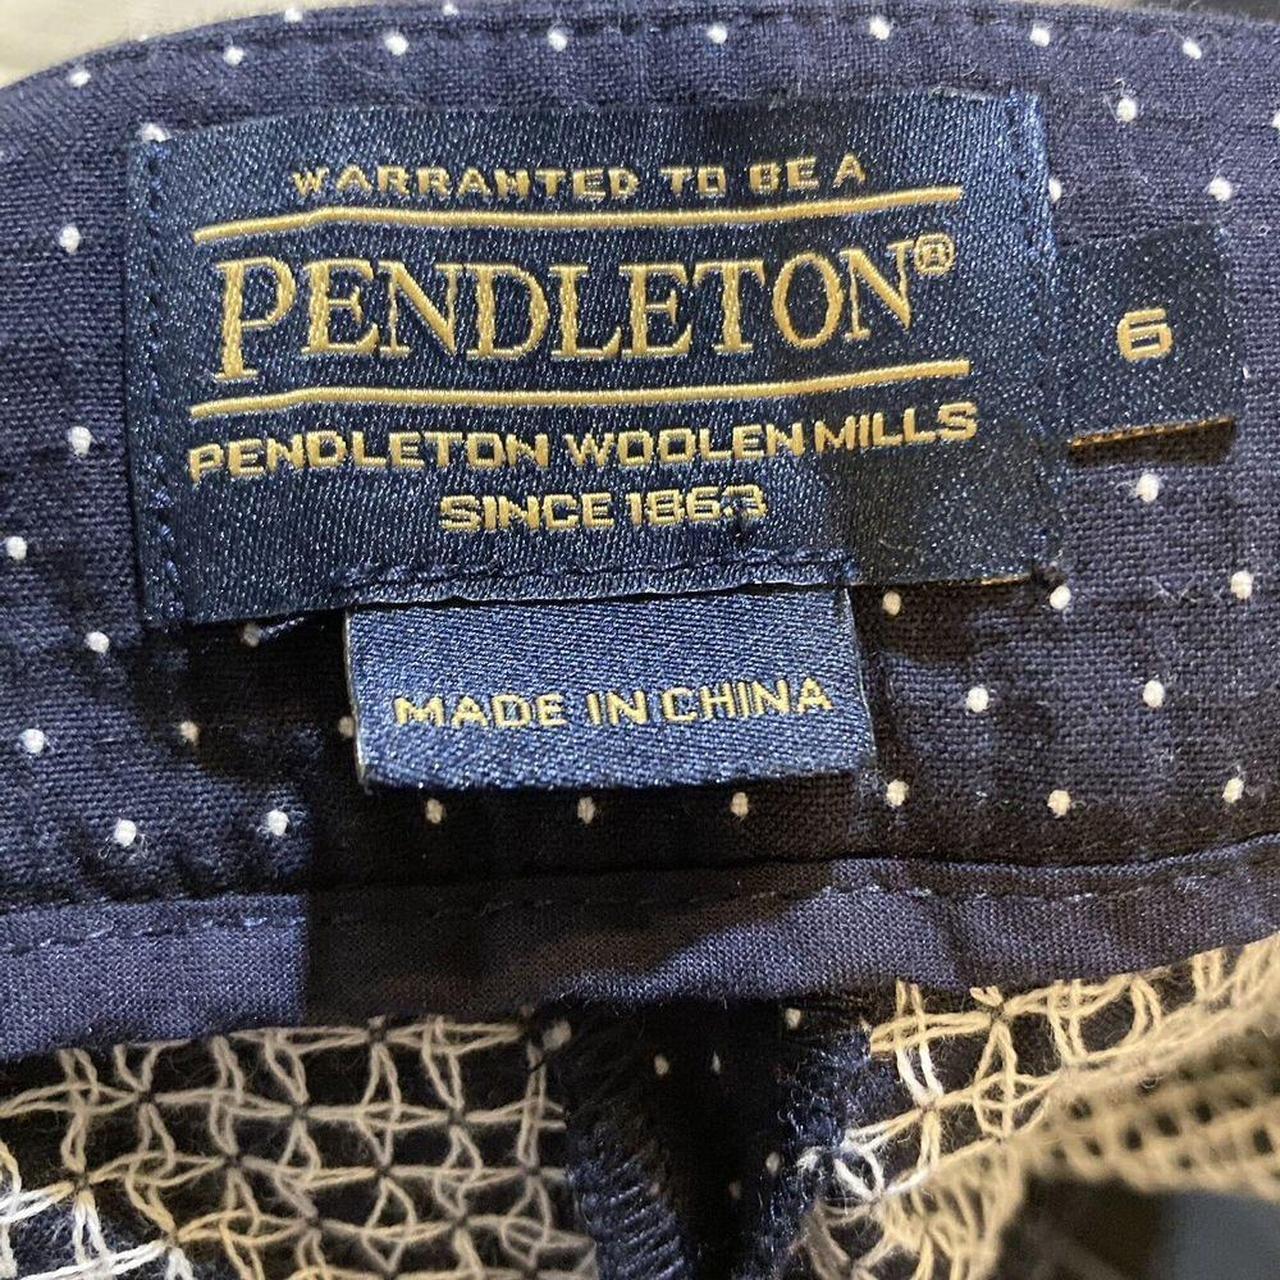 WARRANTED TO BE A
PENDLETON®
PENDLETON WOOLEN MILLS
SINCE 1863
6
MADE IN CHINA